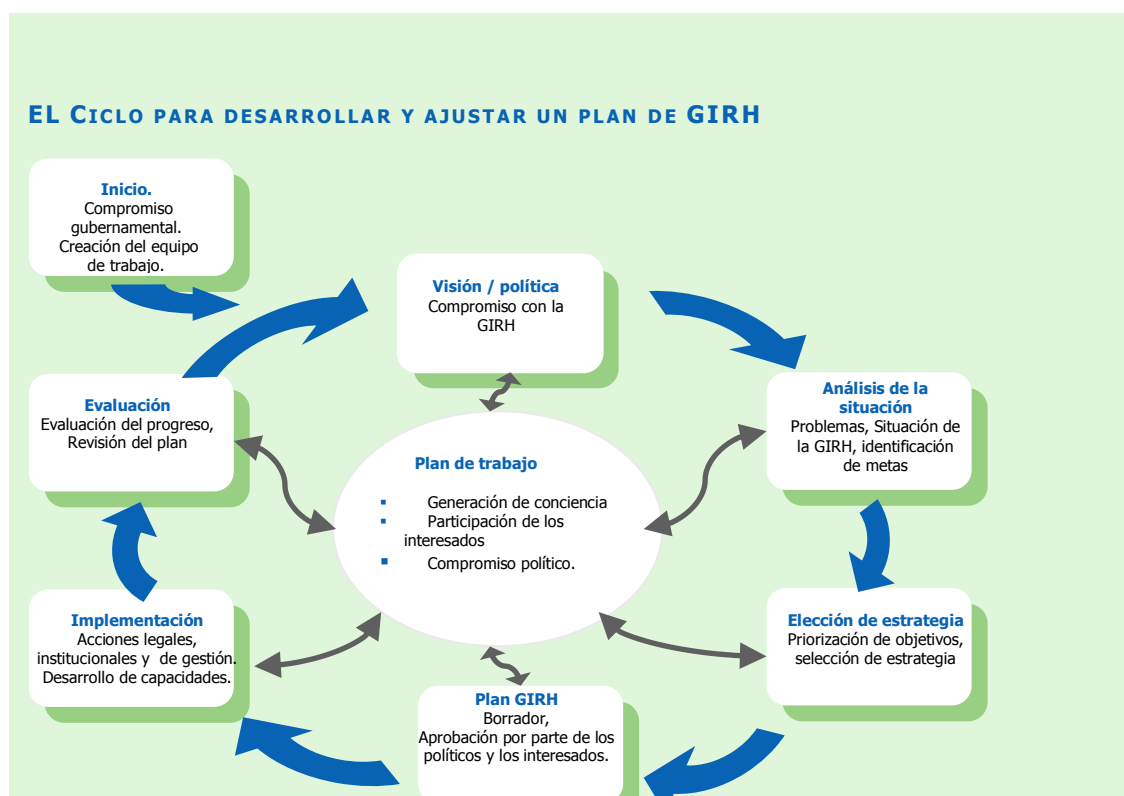 EL CICLO PARA DESARROLLAR Y AJUSTAR UN PLAN DE GIRH
Inicio.
Compromiso
gubernamental.
Creación del equipo
de trabajo.
Visión / política
Compromiso con la
GIRH
Análisis de la
situación
Problemas, Situación de
la GIRH, identificación
de metas
Elección de estrategia
Priorización de objetivos,
selección de estrategia
Plan GIRH
Borrador,
Aprobación por parte de los
políticos y los interesados.
Implementación
Acciones legales,
institucionales y de gestión.
Desarrollo de capacidades.
Evaluación
Evaluación del progreso,
Revisión del plan
Plan de trabajo
▪ Generación de conciencia
▪ Participación de los
interesados
▪ Compromiso político.